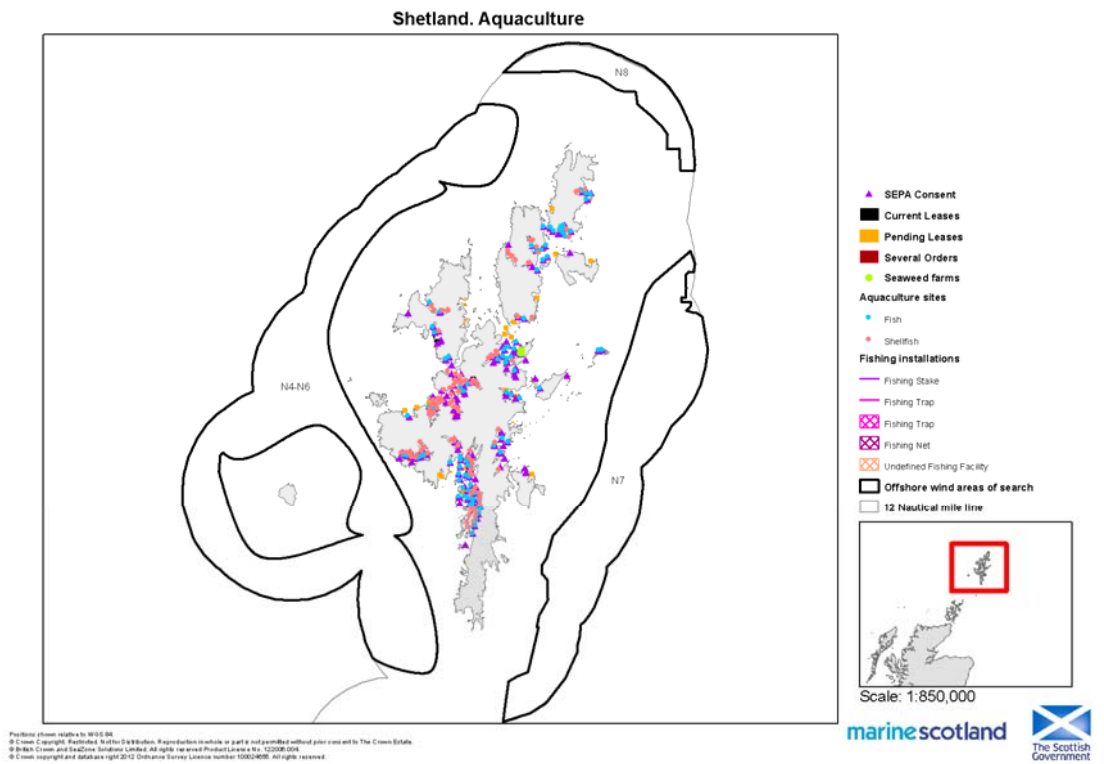 Shetland. Aquaculture
N8
N4-N6
N7
SEPA Consent
Current Leases
Pending Leases
Several Orders
Seaweed farms
Aquaculture sites
Fish
Shellfish
Fishing installations
Fishing Stake
Fishing Trap
Fishing Trap
Fishing Net
Undefined Fishing Facility
Offshore wind areas of search
12 Nautical mile line
Scale: 1:850,000
marinescotland
The Scottish
Government
Positions shown relative to WGS 84.
© Crown Copyright. Restricted. Not for Distribution. Reproduction in whole or part is not permitted without prior consent to The Crown Estate.
© British Crown and SeaZone Solutions Limited. All rights reserved Product Licence No. 122008.004.
© Crown copyright and database right 2012 Ordnance Survey Licence number 100024655. All rights reserved.